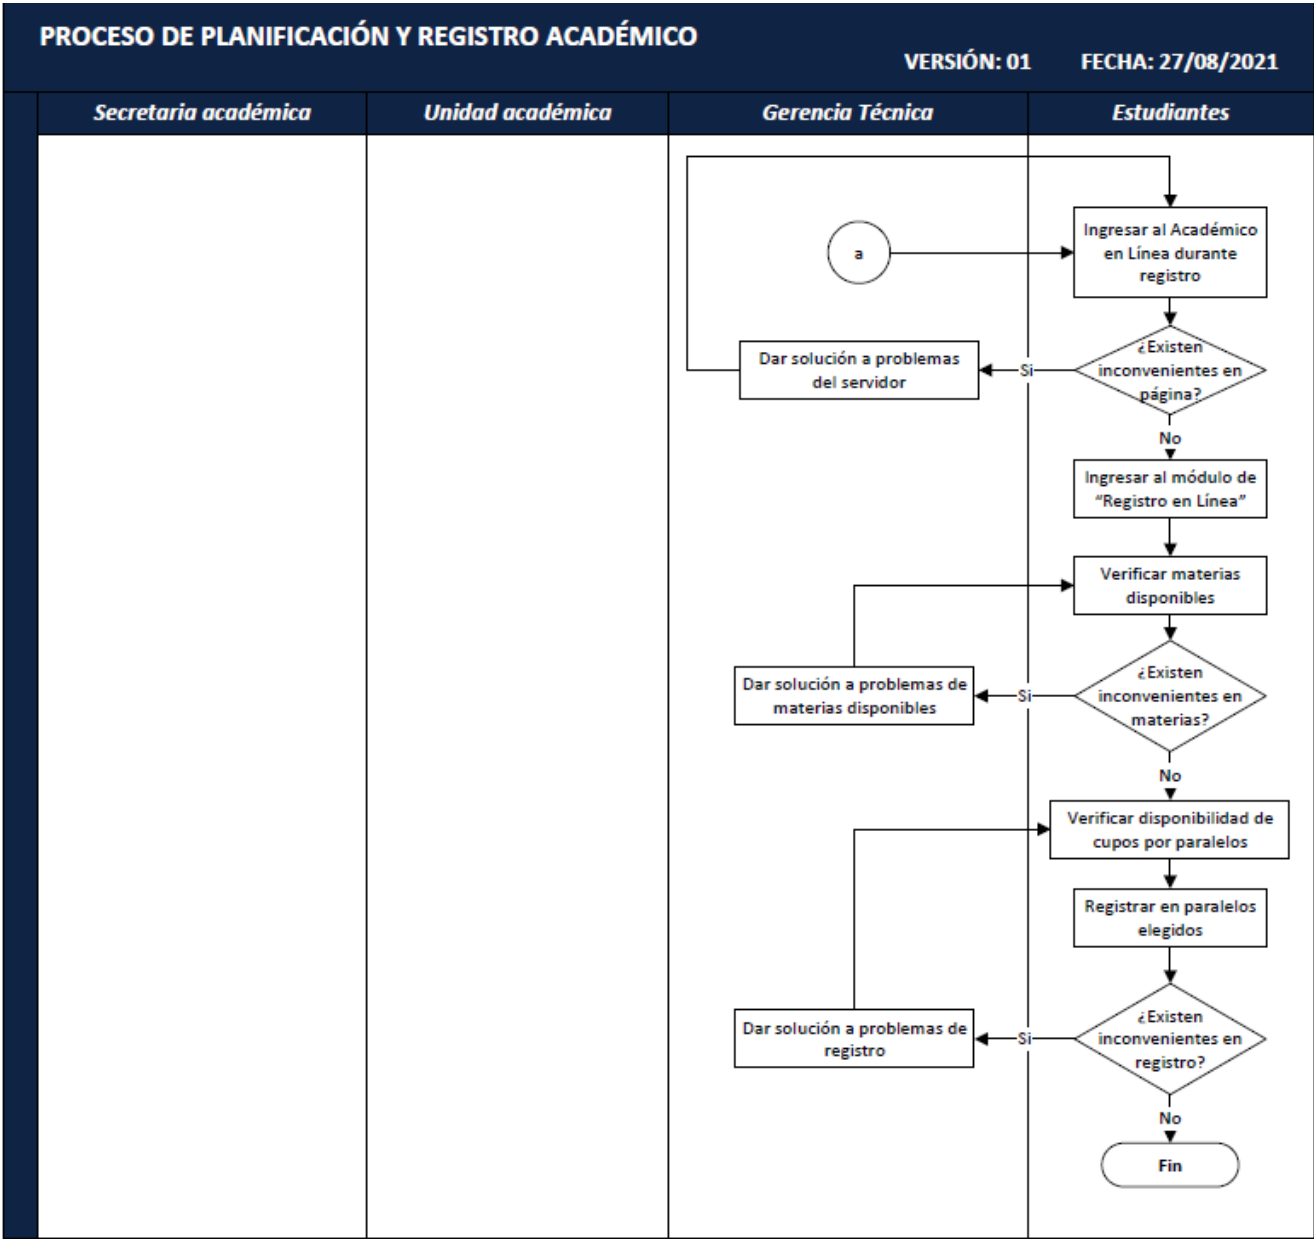 PROCESO DE PLANIFICACIÓN Y REGISTRO ACADÉMICO
VERSIÓN: 01
FECHA: 27/08/2021
Secretaria académica
Unidad académica
Gerencia Técnica
Estudiantes
a
Ingresar al Académico
en Línea durante
registro
¿Existen
inconvenientes en
página?
Si
Dar solución a problemas
del servidor
No
Ingresar al módulo de
“Registro en Línea”
Verificar materias
disponibles
¿Existen
inconvenientes en
materias?
Si
Dar solución a problemas de
materias disponibles
No
Verificar disponibilidad de
cupos por paralelos
Registrar en paralelos
elegidos
¿Existen
inconvenientes en
registro?
Si
Dar solución a problemas de
registro
No
Fin